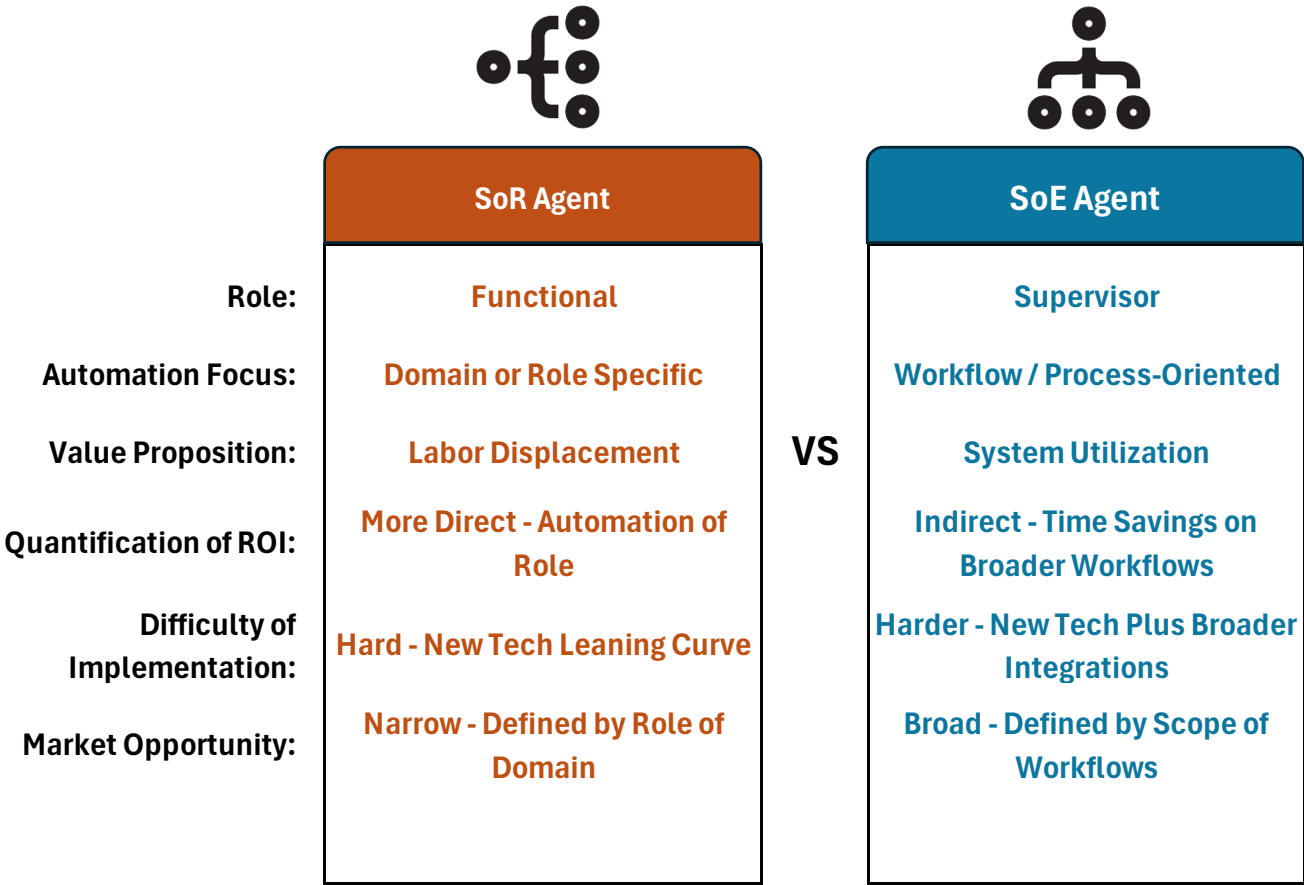 SoR Agent
SoE Agent
Role:
Functional
Supervisor
Automation Focus:
Domain or Role Specific
Workflow / Process-Oriented
Value Proposition:
Labor Displacement
VS
System Utilization
Quantification of ROI:
More Direct - Automation of
Role
Indirect - Time Savings on
Broader Workflows
Difficulty of
Implementation:
Hard - New Tech Leaning Curve
Harder - New Tech Plus Broader
Integrations
Market Opportunity:
Narrow - Defined by Role of
Domain
Broad - Defined by Scope of
Workflows